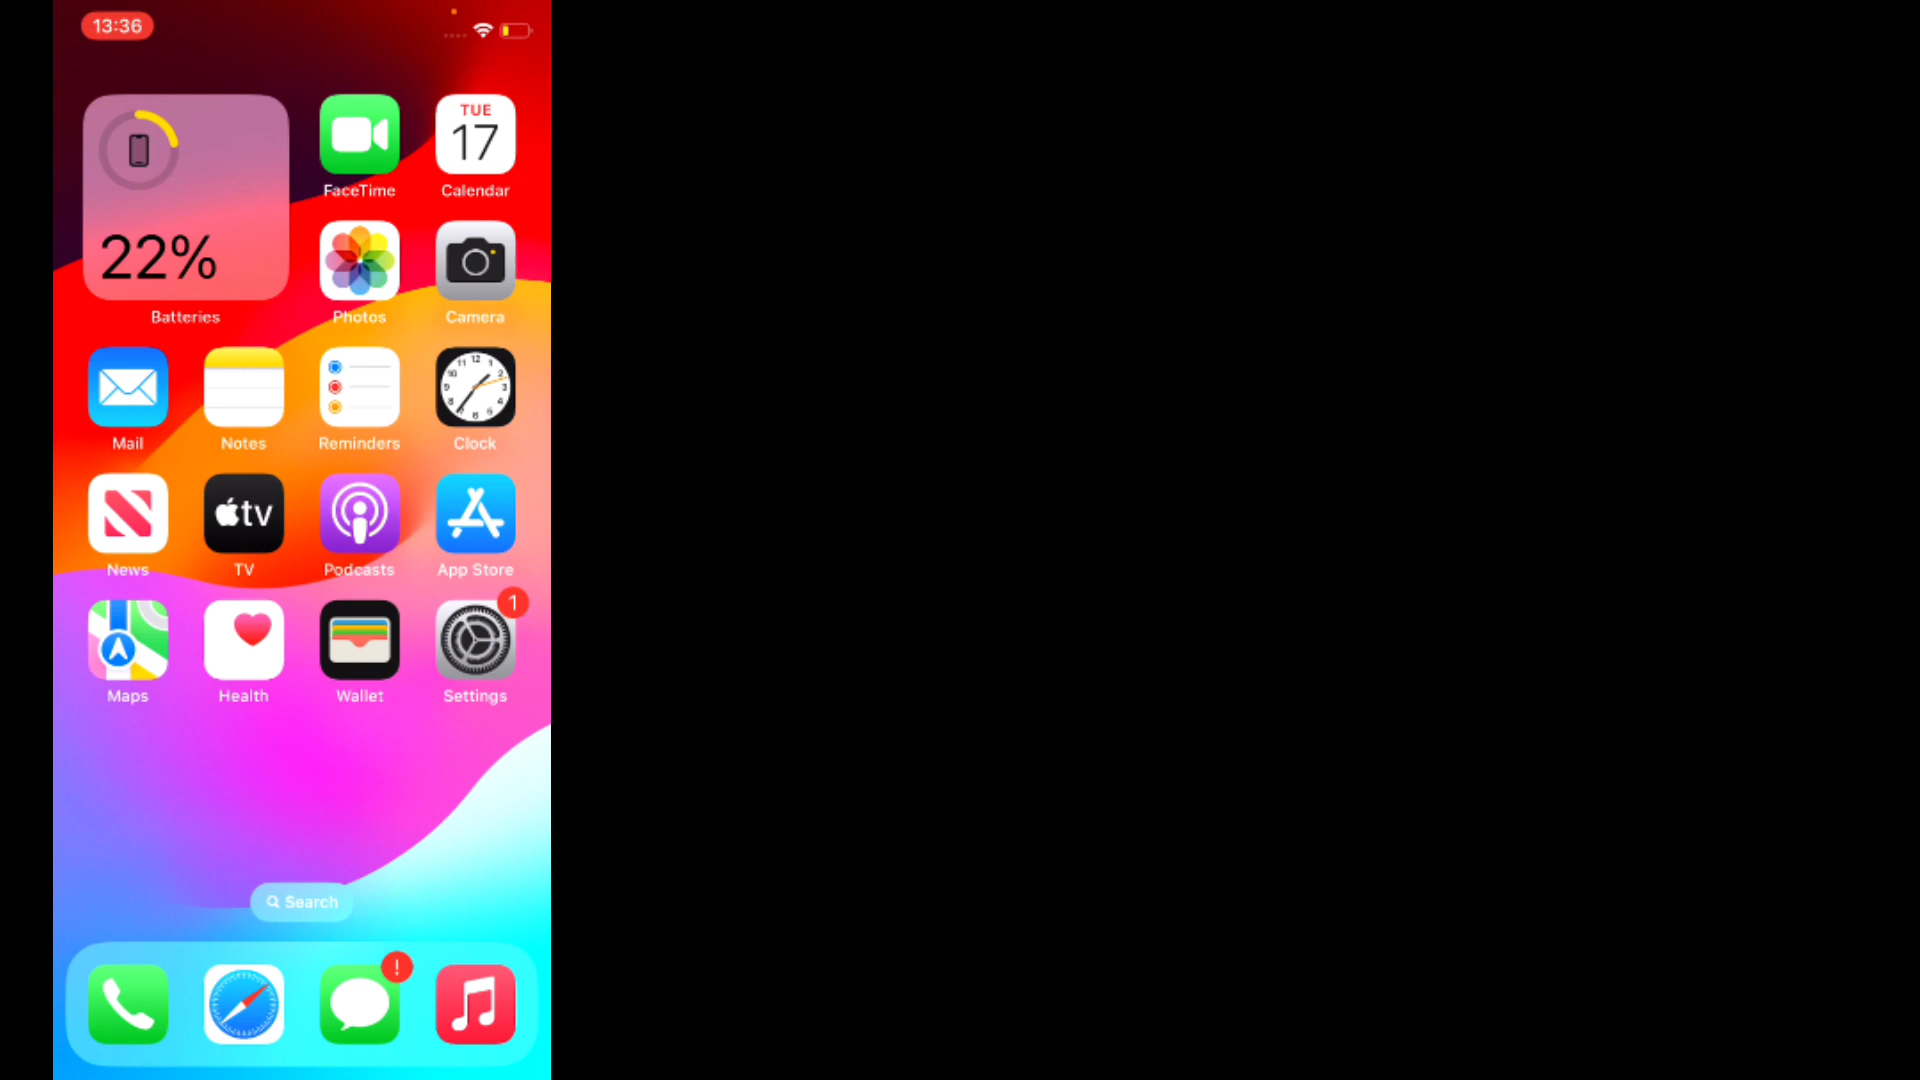 13:36
TUE
17
22%
FaceTime
Calendar
Batteries
Photos
Camera
Mail
Notes
Reminders
Clock
tv
News
TV
Podcasts
App Store
1
Maps
Health
Wallet
Settings
Search
!